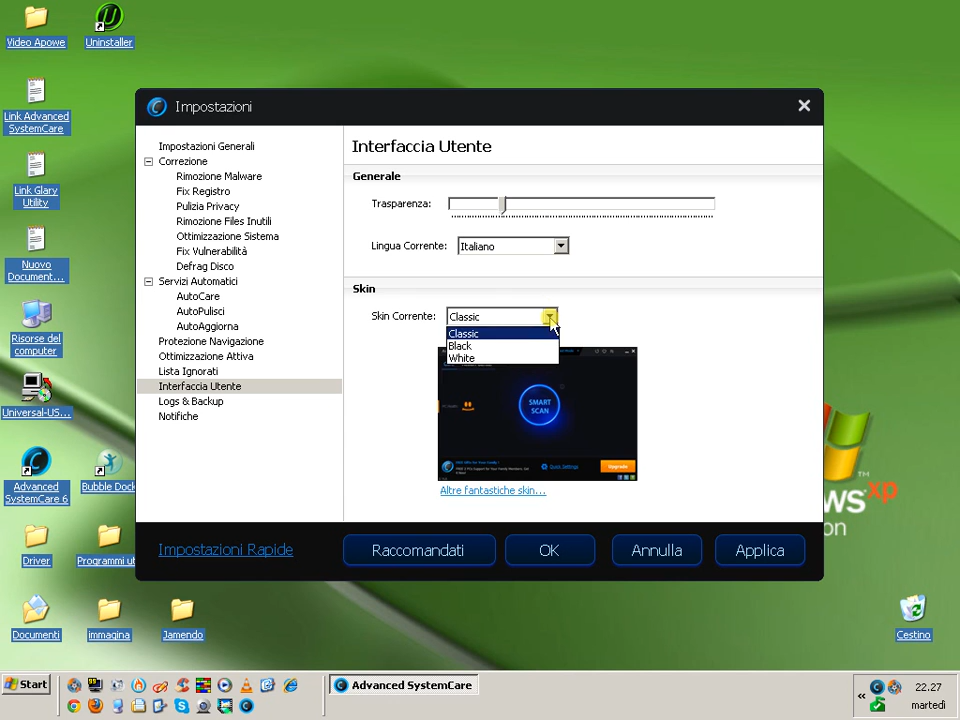 Video Apowe
Uninstaller
Link Advanced
SystemCare
Link Glary
Utility
Nuovo
Document...
Risorse del
computer
Universal-US...
Advanced
SystemCare 6
Bubble Dock
Driver
Programmi ut
Documenti
immagina
Jamendo
Cestino
Impostazioni
Impostazioni Generali
Correzione
Rimozione Malware
Fix Registro
Pulizia Privacy
Rimozione Files Inutili
Ottimizzazione Sistema
Fix Vulnerabilità
Defrag Disco
Servizi Automatici
AutoCare
AutoPulisci
AutoAggiorna
Protezione Navigazione
Ottimizzazione Attiva
Lista Ignorati
Interfaccia Utente
Logs & Backup
Notifiche
Interfaccia Utente
Generale
Trasparenza:
Lingua Corrente: Italiano
Skin
Skin Corrente: Classic
Classic
Black
White
SMART
SCAN
Quick Settings
Upgrade
Altre fantastiche skin...
Impostazioni Rapide
Raccomandati
OK
Annulla
Applica
ws xp
ion
Start
Advanced SystemCare
22.27
martedì